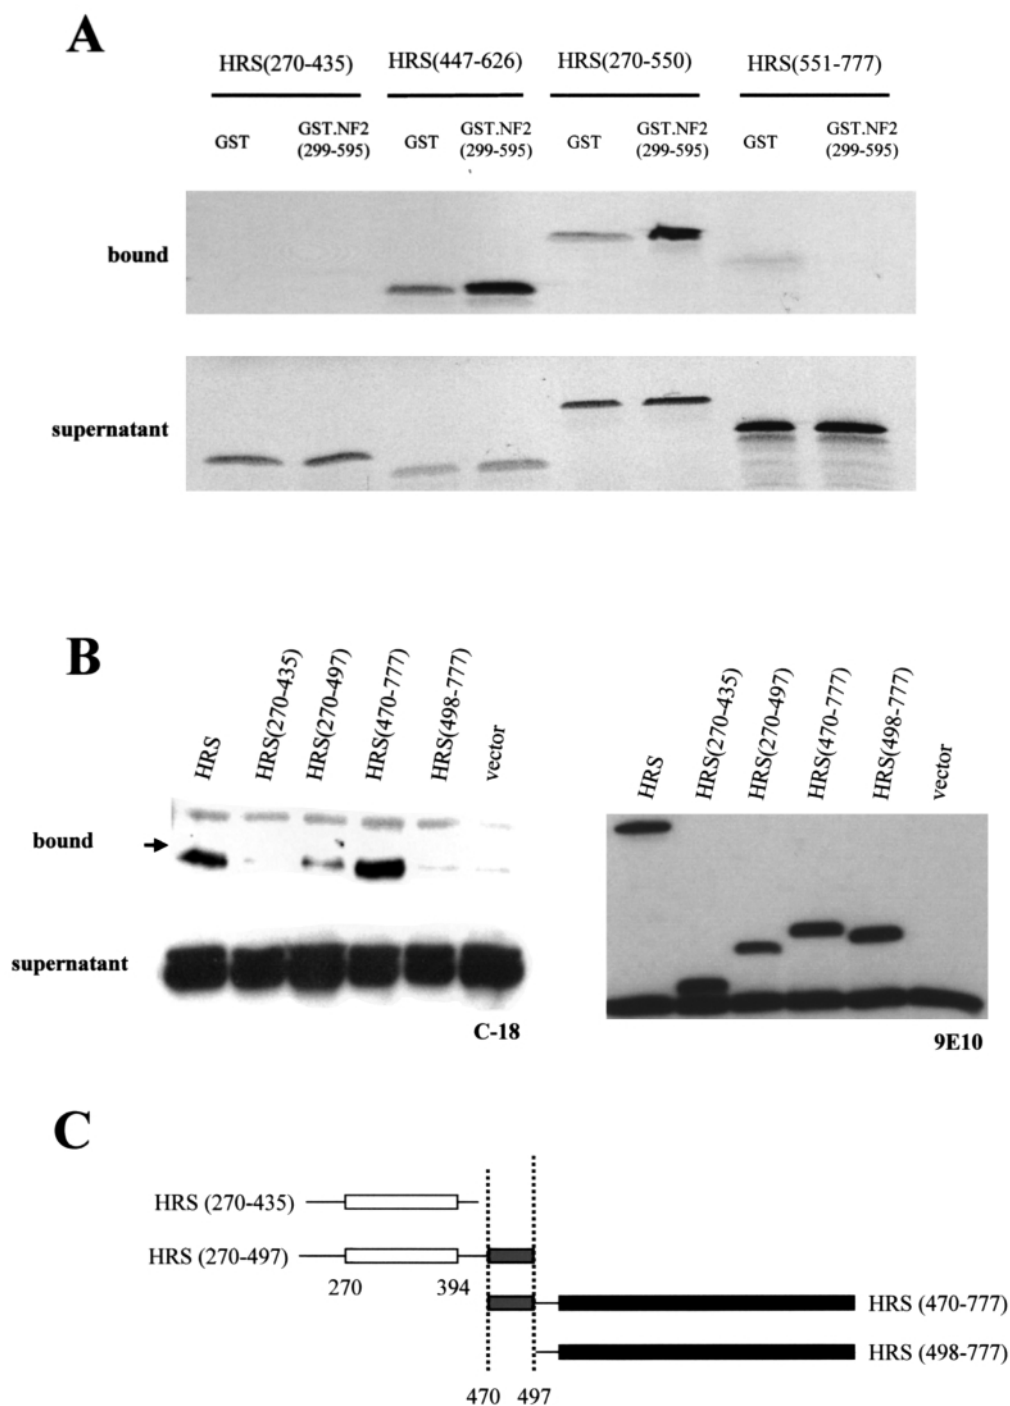 A
HRS(270-435) HRS(447-626) HRS(270-550) HRS(551-777)
GST GST.NF2 (299-595) GST GST.NF2 (299-595) GST GST.NF2 (299-595) GST GST.NF2 (299-595)
bound
supernatant
B
HRS HRS(270-435) HRS(270-497) HRS(470-777) HRS(498-777) vector
bound
supernatant
C-18
HRS HRS(270-435) HRS(270-497) HRS(470-777) HRS(498-777) vector
9E10
C
HRS (270-435)
HRS (270-497)
270 394
HRS (470-777)
HRS (498-777)
470 497